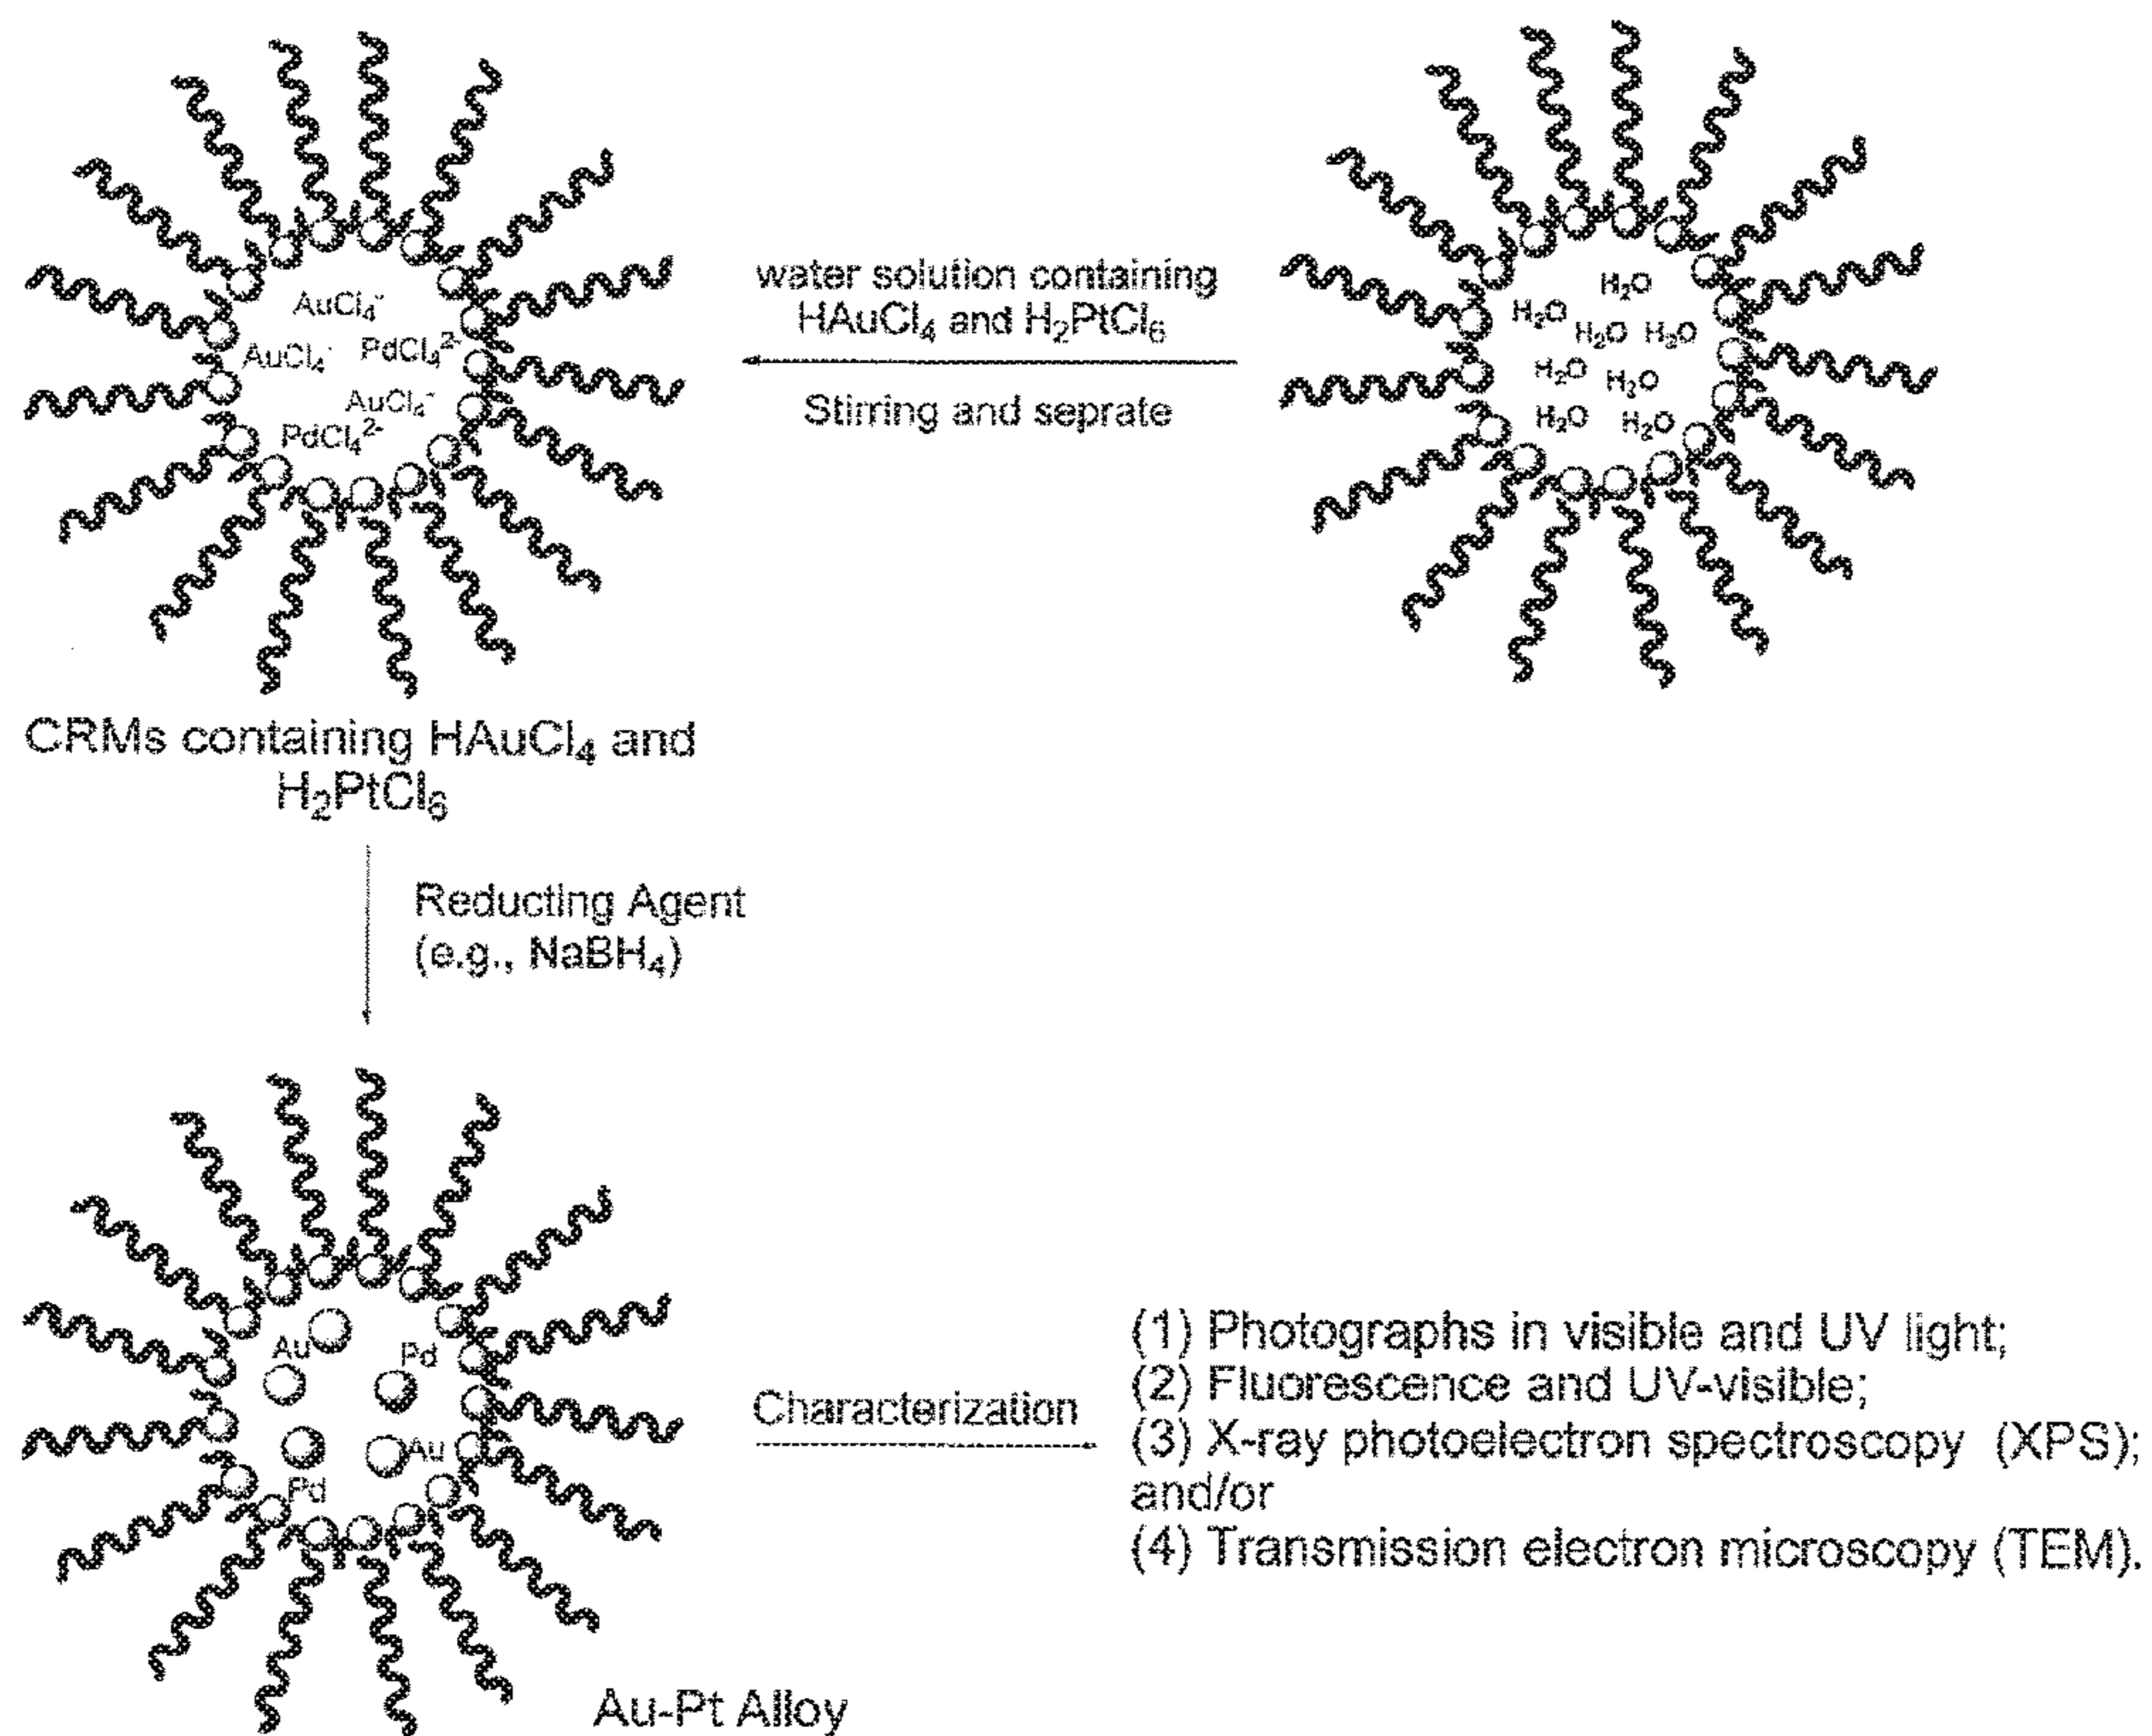 AuCl₄⁻
AuCl₄⁻ PdCl₄²⁻
AuCl₄⁻
PdCl₄²⁻
water solution containing
HAuCl₄ and H₂PtCl₆
Stirring and seprate
H₂O
H₂O
H₂O H₂O
H₂O
H₂O
H₂O
H₂O
CRMs containing HAuCl₄ and
H₂PtCl₆
Reducting Agent
(e.g., NaBH₄)
Au
Pd
Au
Pd
Au-Pt Alloy
Characterization
(1) Photographs in visible and UV light;
(2) Fluorescence and UV-visible;
(3) X-ray photoelectron spectroscopy (XPS);
and/or
(4) Transmission electron microscopy (TEM).